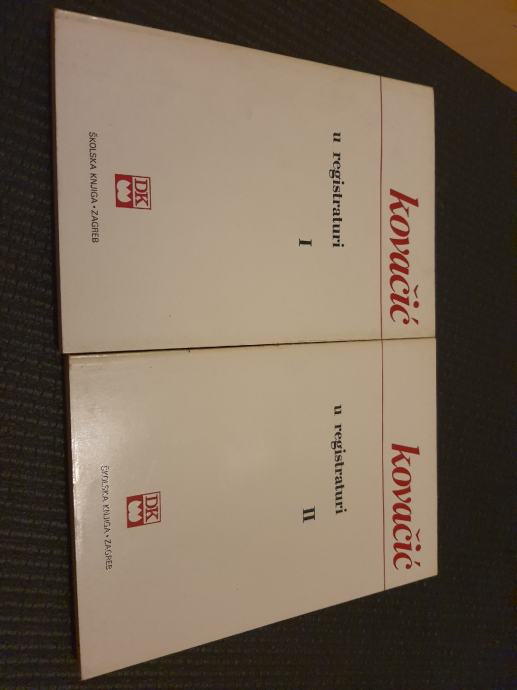 kovačić
u registraturi
I
DK
ŠKOLSKA KNJIGA • ZAGREB
kovačić
u registraturi
II
DK
ŠKOLSKA KNJIGA • ZAGREB